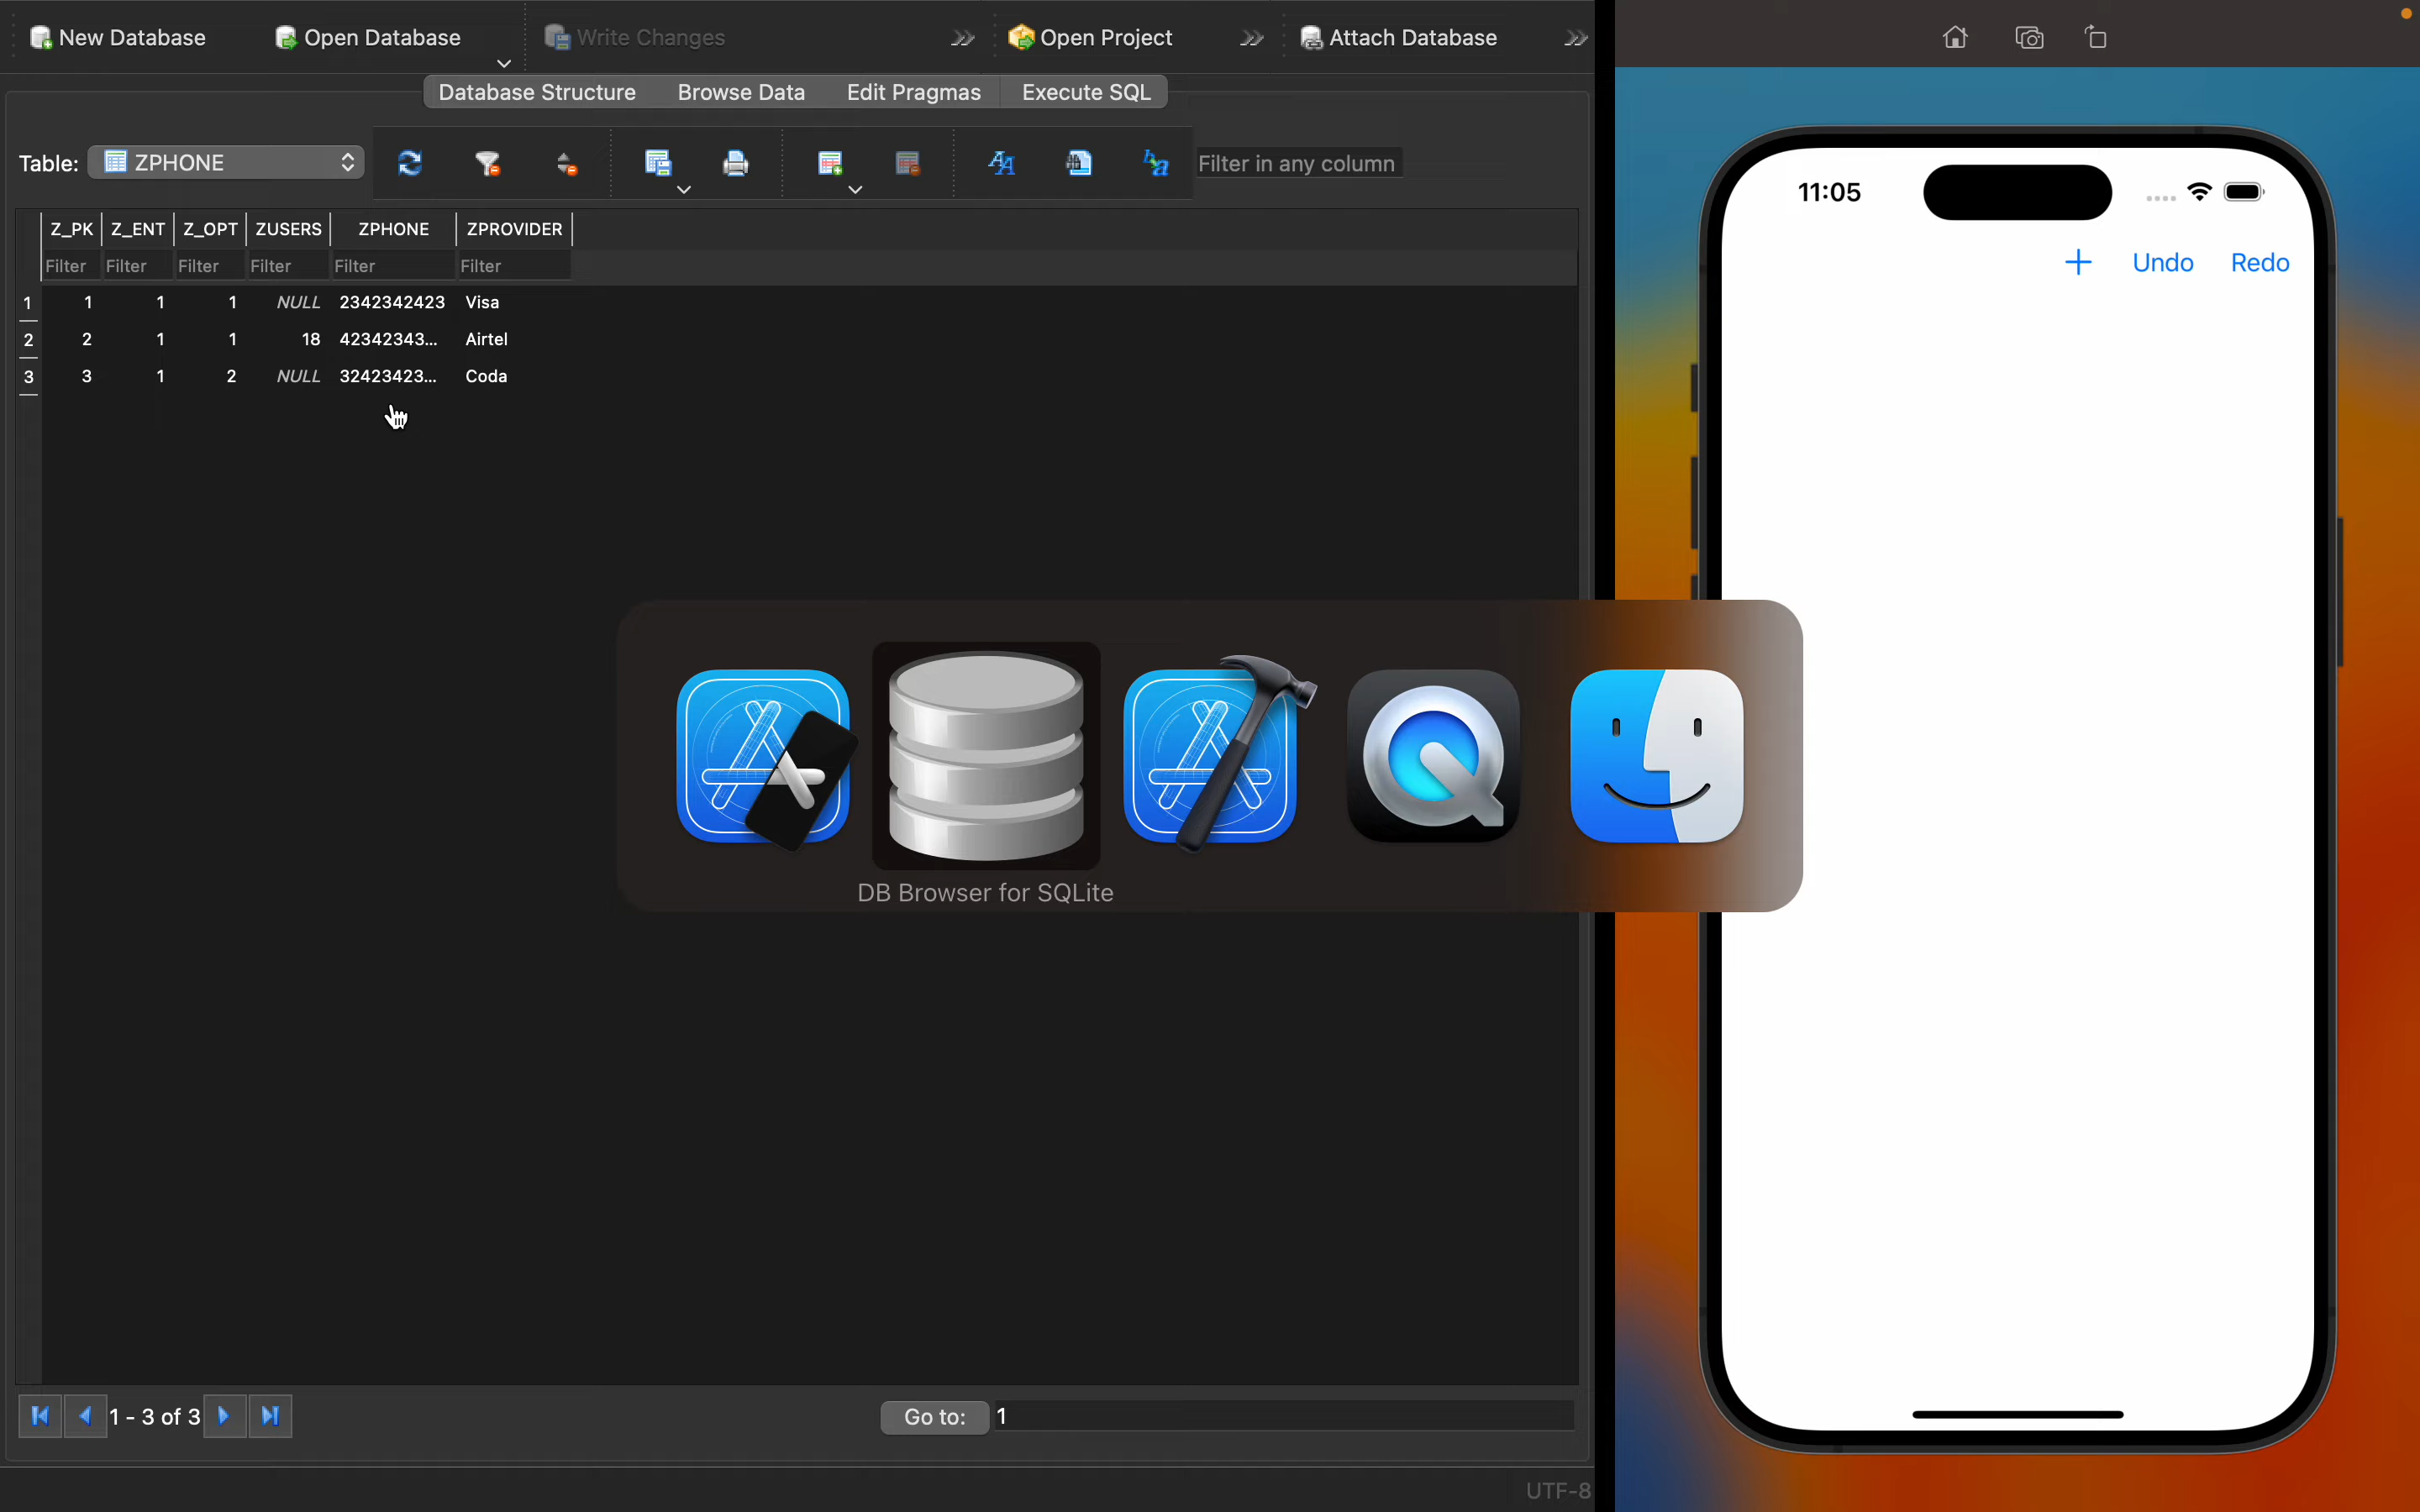 New Database Open Database Write Changes Open Project Attach Database
Database Structure Browse Data Edit Pragmas Execute SQL
Table: ZPHONE Filter in any column
Z_PK Z_ENT Z_OPT ZUSERS ZPHONE ZPROVIDER
Filter Filter Filter Filter Filter Filter
1 1 1 1 NULL 2342342423 Visa
2 2 1 1 18 42342343... Airtel
3 3 1 2 NULL 32423423... Coda
1 - 3 of 3 Go to: 1
UTF-8
DB Browser for SQLite
11:05
Undo Redo